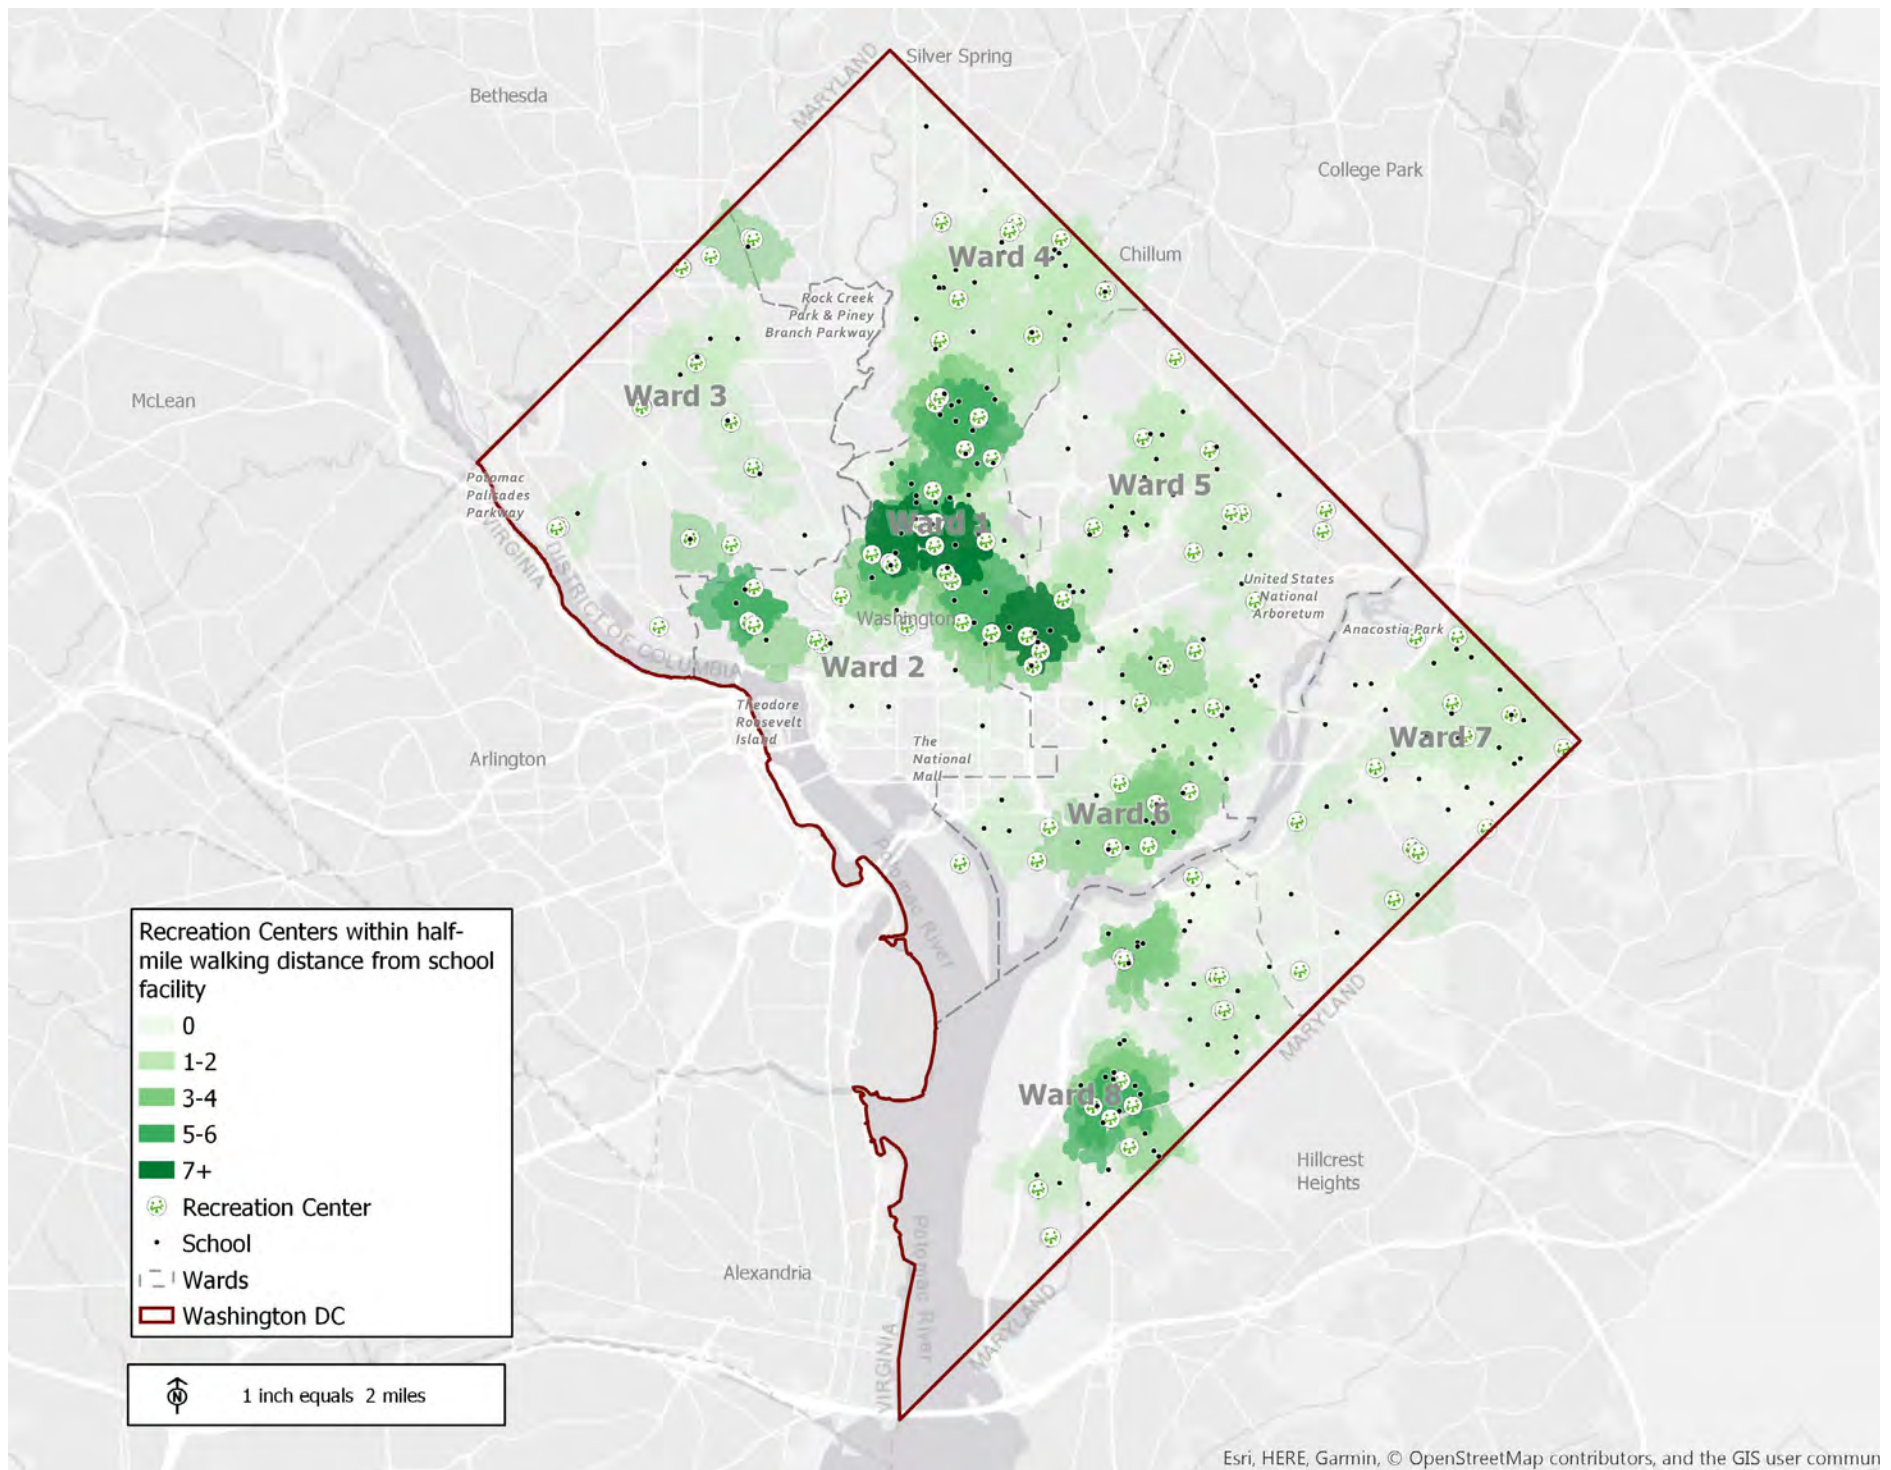 Silver Spring
MARYLAND
Bethesda
College Park
Ward 4
Chillum
Rock Creek
Park & Piney
Branch Parkway
McLean
Ward 3
Potomac
Palisades
Parkway
Ward 5
VIRGINIA
DISTRICT OF COLUMBIA
Ward 1
United States
National
Arboretum
Washington
Anacostia Park
Ward 2
Theodore
Roosevelt
Island
The
National
Mall
Ward 7
Arlington
Ward 6
Potomac River
MARYLAND
Ward 8
Hillcrest
Heights
Alexandria
Potomac River
VIRGINIA
MARYLAND
Recreation Centers within half-
mile walking distance from school
facility
0
1-2
3-4
5-6
7+
Recreation Center
School
Wards
Washington DC
N
1 inch equals 2 miles
Esri, HERE, Garmin, © OpenStreetMap contributors, and the GIS user commun